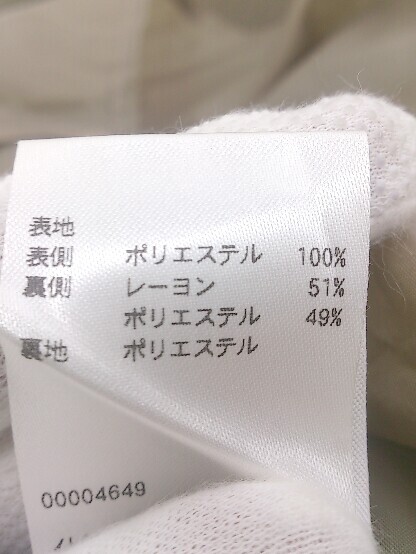 表地
表側 ポリエステル 100%
裏側 レーヨン 51%
ポリエステル 49%
裏地 ポリエステル
00004649